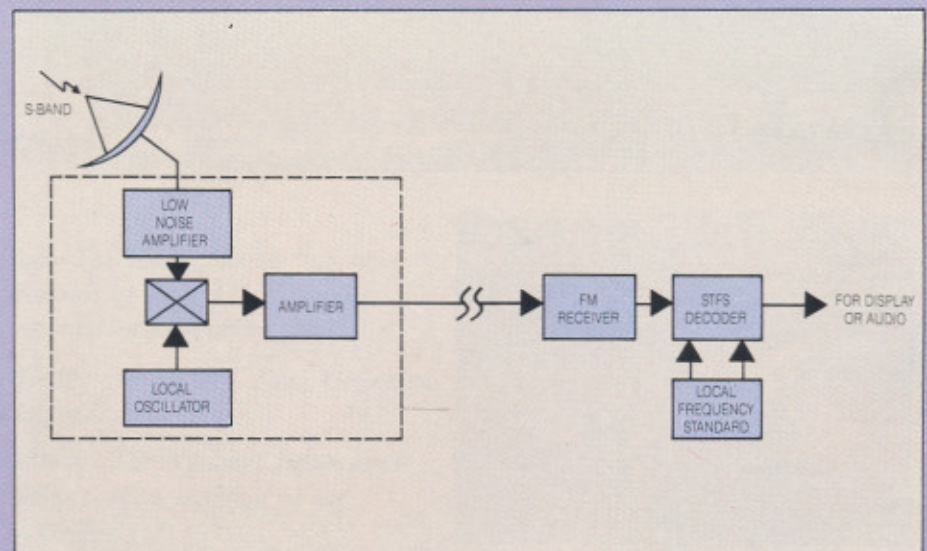 S-BAND
LOW
NOISE
AMPLIFIER
AMPLIFIER
LOCAL
OSCILLATOR
FM
RECEIVER
STFS
DECODER
FOR DISPLAY
OR AUDIO
LOCAL
FREQUENCY
STANDARD